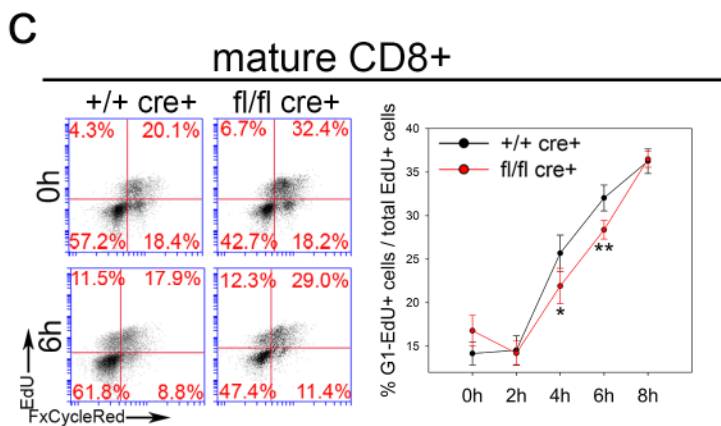 c
mature CD8+
+/+ cre+
fl/fl cre+
4.3% 20.1%
6.7% 32.4%
0h
57.2% 18.4%
42.7% 18.2%
11.5% 17.9%
12.3% 29.0%
6h
61.8% 8.8%
47.4% 11.4%
EdU
FxCycleRed
+/+ cre+
fl/fl cre+
% G1-EdU+ cells / total EdU+ cells
40
35
30
25
20
15
*
**
0h 2h 4h 6h 8h